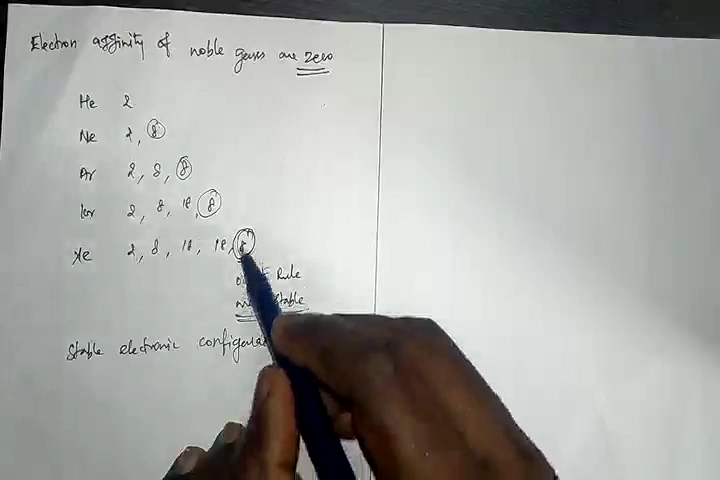 Electron affinity of noble gases are zero
He 2
Ne 2, 8
Ar 2, 8, 8
kr 2, 8, 18, 8
Xe 2, 8, 18, 18, 8
Rule
Stable
Stable electronic